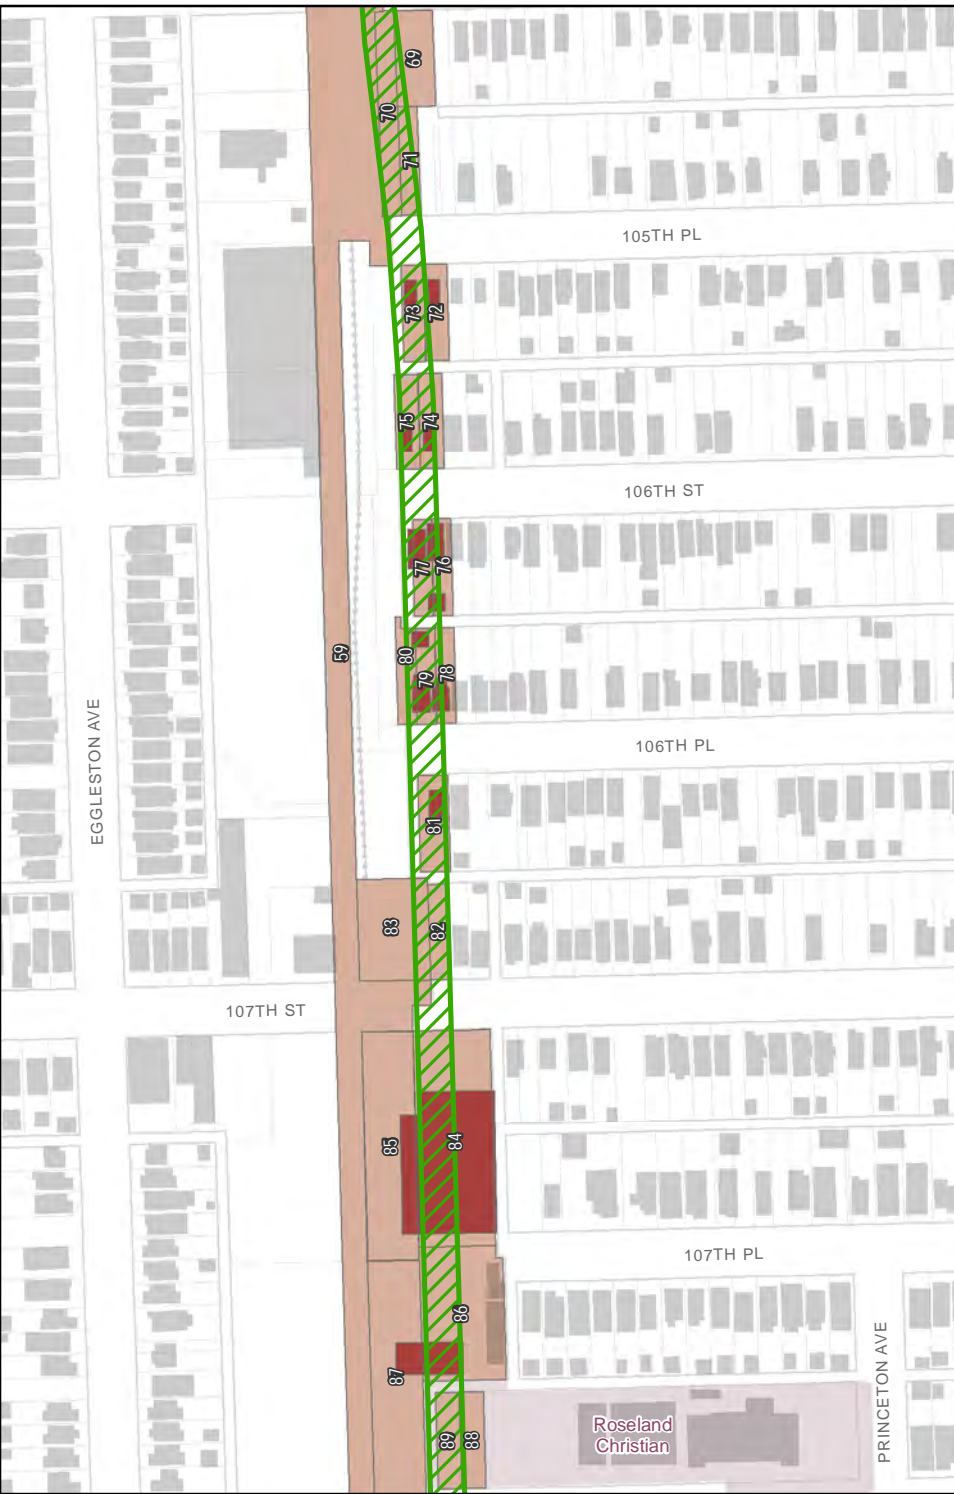 69
70
71
105TH PL
73
72
75
74
106TH ST
77
76
59
80
79
78
EGGLESTON AVE
106TH PL
81
83
82
107TH ST
85
84
107TH PL
86
87
PRINCETON AVE
Roseland
Christian
89
88